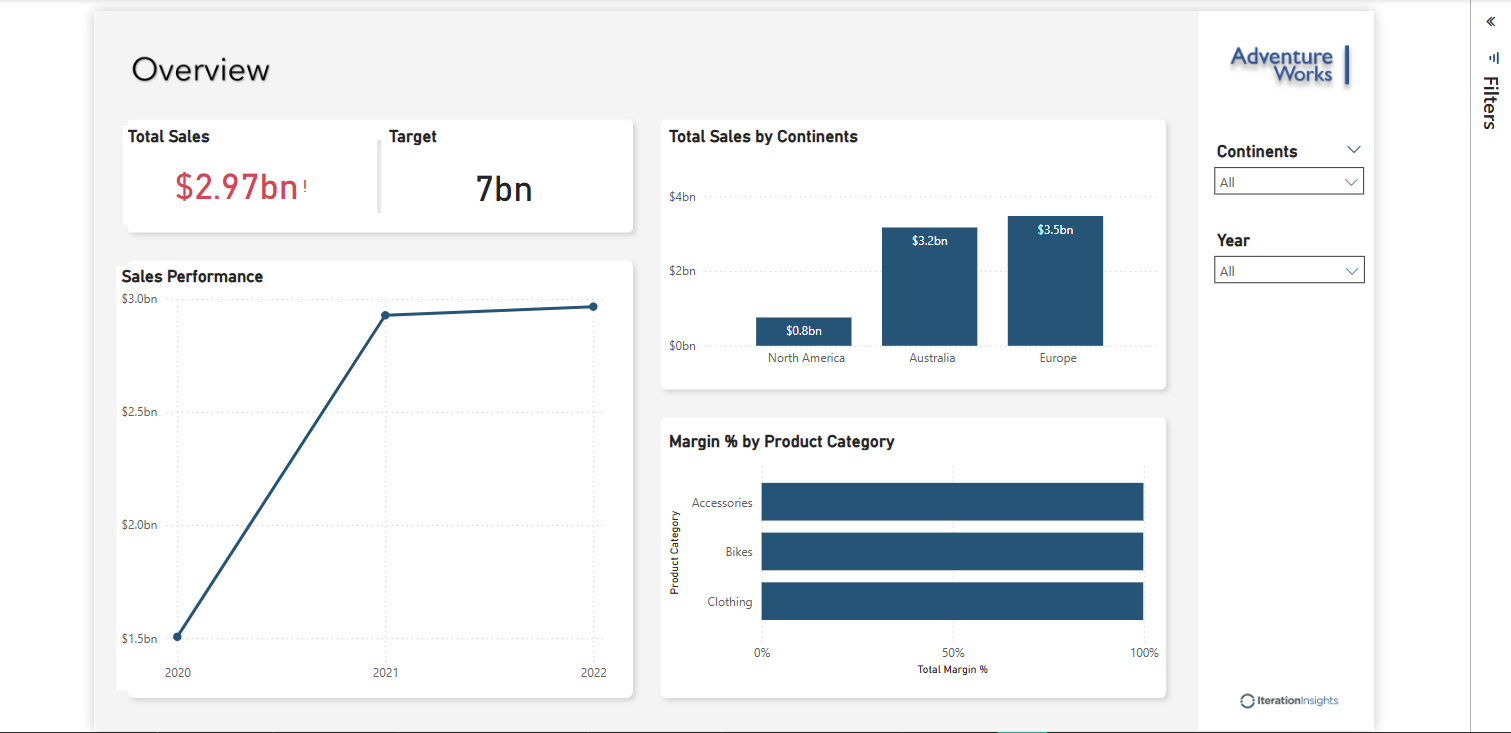 Overview
Adventure
Works
Filters
Total Sales
$2.97bn!
Target
7bn
Sales Performance
$3.0bn
$2.5bn
$2.0bn
$1.5bn
2020 2021 2022
Total Sales by Continents
$4bn
$2bn
$0bn
$0.8bn
$3.2bn
$3.5bn
North America Australia Europe
Margin % by Product Category
Product Category
Accessories
Bikes
Clothing
0% 50% 100%
Total Margin %
Continents
All
Year
All
IterationInsights